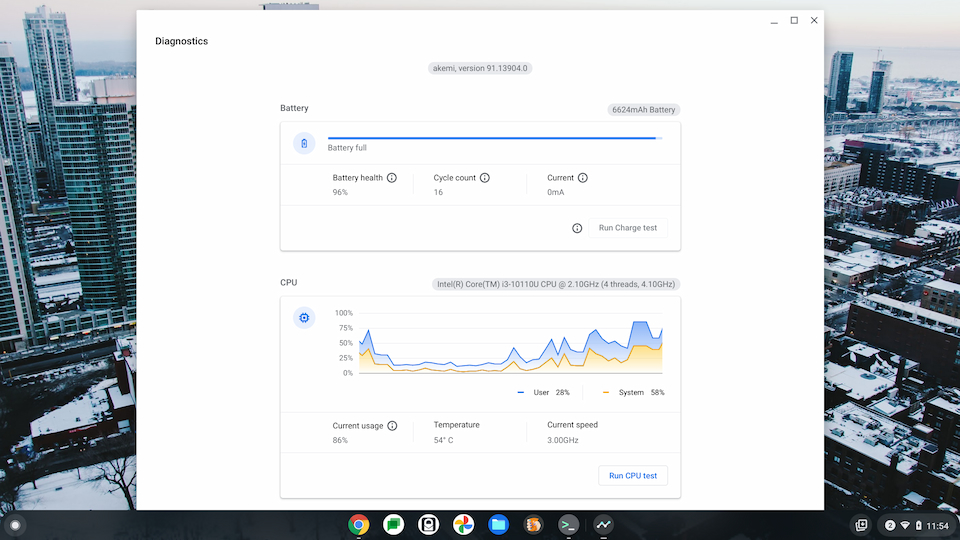 Diagnostics
akemi, version 91.13904.0
Battery
6624mAh Battery
Battery full
Battery health
Cycle count
Current
96%
16
0mA
Run Charge test
CPU
Intel(R) Core(TM) i3-10110U CPU @ 2.10GHz (4 threads, 4.10GHz)
100%
75%
50%
25%
0%
User 28%
System 58%
Current usage
Temperature
Current speed
86%
54° C
3.00GHz
Run CPU test
2
11:54